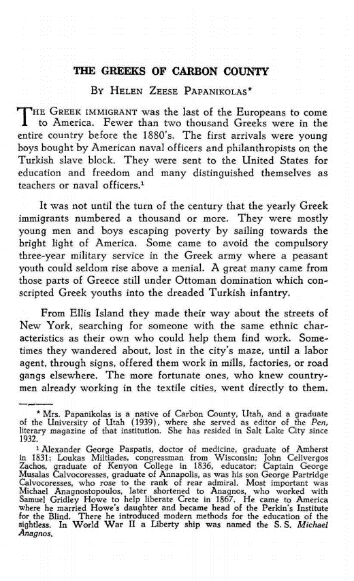 THE GREEKS OF CARBON COUNTY
By Helen Zeese Papanikolas*
The Greek immigrant was the last of the Europeans to come
to America. Fewer than two thousand Greeks were in the
entire country before the 1880's. The first arrivals were young
boys bought by American naval officers and philanthropists on the
Turkish slave block. They were sent to the United States for
education and freedom and many distinguished themselves as
teachers or naval officers.¹
It was not until the turn of the century that the yearly Greek
immigrants numbered a thousand or more. They were mostly
young men and boys escaping poverty by sailing towards the
bright light of America. Some came to avoid the compulsory
three-year military service in the Greek army where a peasant
youth could seldom rise above a menial. A great many came from
those parts of Greece still under Ottoman domination which con-
scripted Greek youths into the dreaded Turkish infantry.
From Ellis Island they made their way about the streets of
New York, searching for someone with the same ethnic char-
acteristics as their own who could help them find work. Some-
times they wandered about, lost in the city's maze, until a labor
agent, through signs, offered them work in mills, factories, or road
gangs elsewhere. The more fortunate ones, who knew country-
men already working in the textile cities, went directly to them.
* Mrs. Papanikolas is a native of Carbon County, Utah, and a graduate
of the University of Utah (1939), where she served as editor of the Pen,
literary magazine of that institution. She has resided in Salt Lake City since
1932.
¹ Alexander George Paspatis, doctor of medicine, graduate of Amherst
in 1831; Loukas Miltiades, congressman from Wisconsin; John Cellvergos
Zachos, graduate of Kenyon College in 1836, educator; Captain George
Musalas Calvocoresses, graduate of Annapolis, as was his son George Partridge
Calvocoresses, who rose to the rank of rear admiral. Most important was
Michael Anagnostopoulos, later shortened to Anagnos, who worked with
Samuel Gridley Howe to help liberate Crete in 1867. He came to America
where he married Howe's daughter and became head of the Perkin's Institute
for the Blind. There he introduced modern methods for the education of the
sightless. In World War II a Liberty ship was named the S. S. Michael
Anagnos.